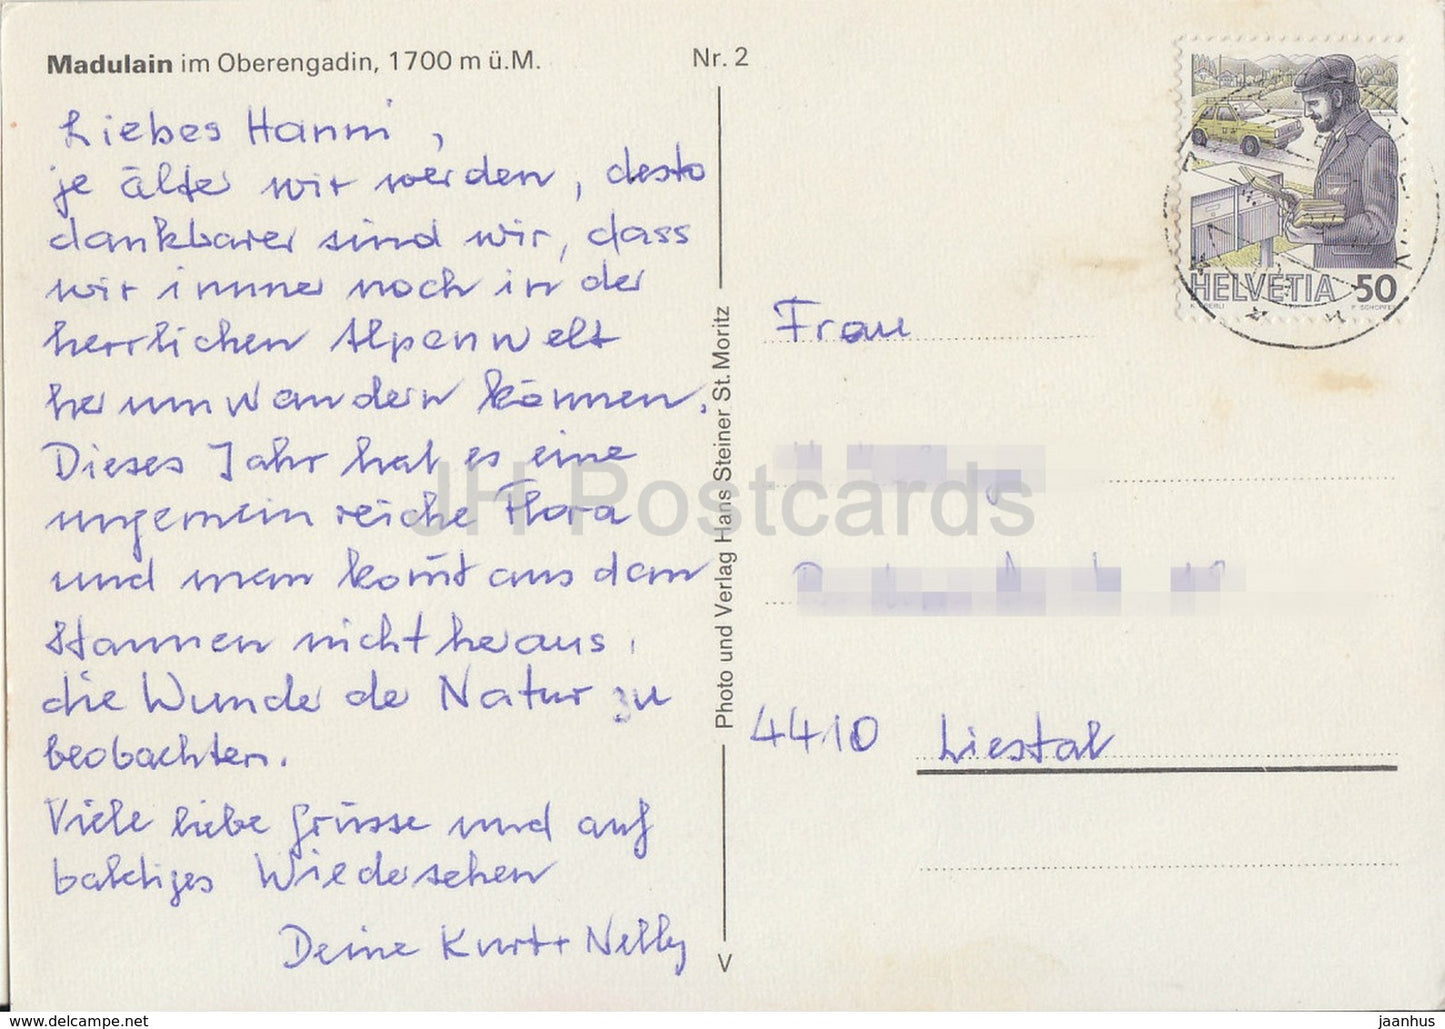 Madulain im Oberengadin, 1700 m ü.M.
Nr. 2
Liebes Hanni,
je älter wir werden, desto
dankbarer sind wir, dass
wir immer noch in der
herrlichen Alpenwelt
herumwandern können.
Dieses Jahr hat es eine
ungemein reiche Flora
und man kom̄t aus dem
Stannen nicht heraus,
die Wunder der Natur zu
beobachten.
Viele liebe Grüsse und auf
baldiges Wiedersehen
Deine Kurt + Nelly
Photo und Verlag Hans Steiner St. Moritz
V
HELVETIA 50
Frau
4410 Liestal
JH Postcards
www.delcampe.net
jaanhus